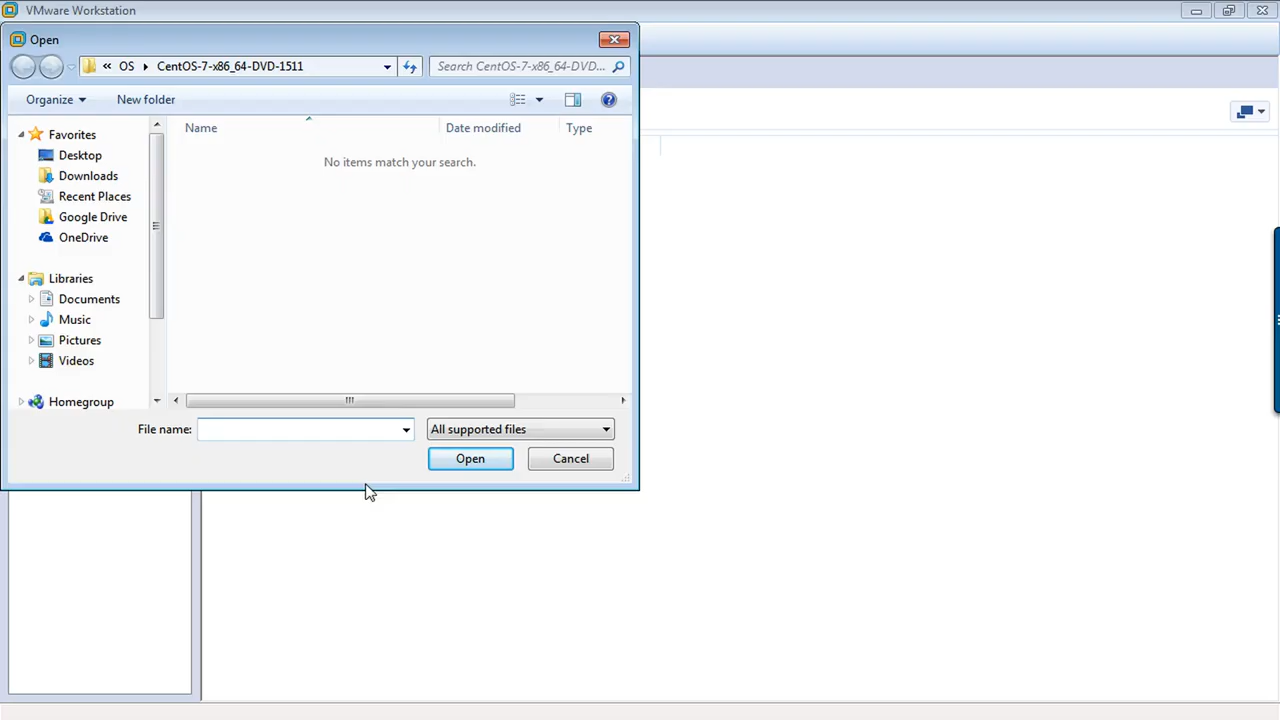 VMware Workstation
Open
« OS CentOS-7-x86_64-DVD-1511
Search CentOS-7-x86_64-DVD...
Organize
New folder
Name
Date modified
Type
No items match your search.
Favorites
Desktop
Downloads
Recent Places
Google Drive
OneDrive
Libraries
Documents
Music
Pictures
Videos
Homegroup
File name:
All supported files
Open
Cancel